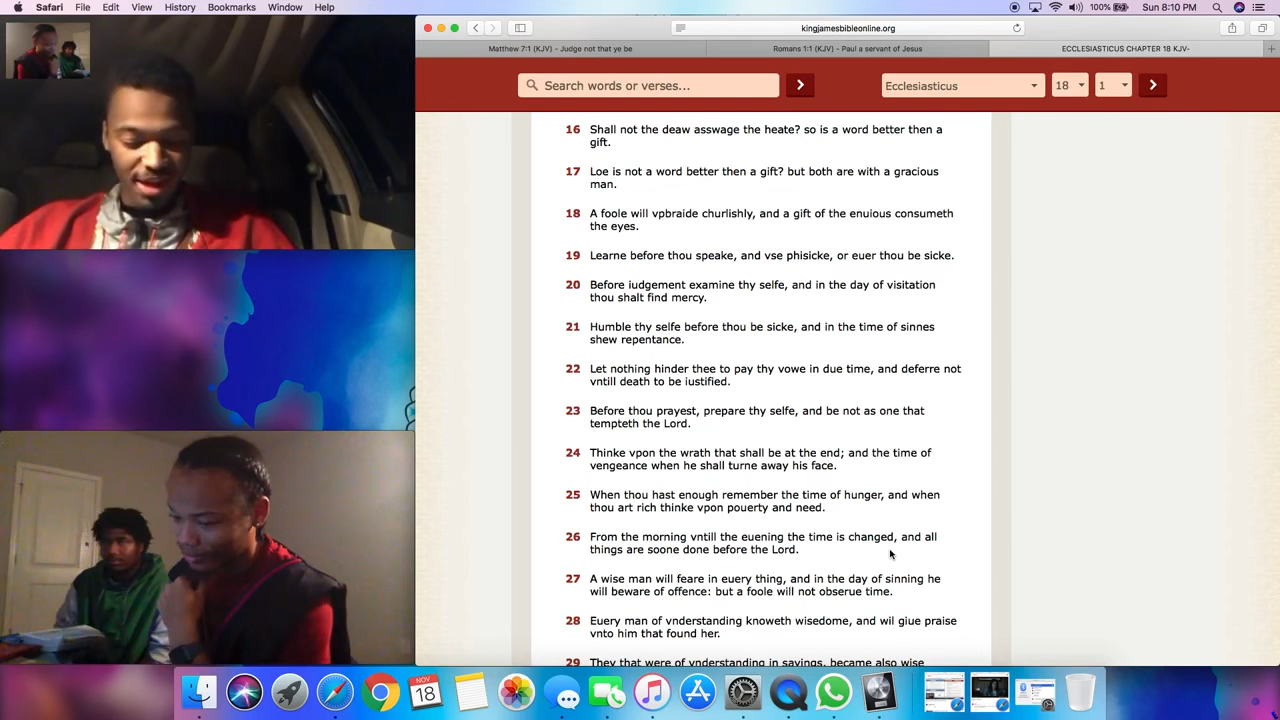 Safari File Edit View History Bookmarks Window Help
100% Sun 8:10 PM
kingjamesbibleonline.org
Matthew 7:1 (KJV) - Judge not that ye be
Romans 1:1 (KJV) - Paul a servant of Jesus
ECCLESIASTICUS CHAPTER 18 KJV-
Search words or verses...
Ecclesiasticus
18
1
16 Shall not the deaw asswage the heate? so is a word better then a
gift.
17 Loe is not a word better then a gift? but both are with a gracious
man.
18 A foole will vpbraide churlishly, and a gift of the enuious consumeth
the eyes.
19 Learne before thou speake, and vse phisicke, or euer thou be sicke.
20 Before iudgement examine thy selfe, and in the day of visitation
thou shalt find mercy.
21 Humble thy selfe before thou be sicke, and in the time of sinnes
shew repentance.
22 Let nothing hinder thee to pay thy vowe in due time, and deferre not
vntill death to be iustified.
23 Before thou prayest, prepare thy selfe, and be not as one that
tempteth the Lord.
24 Thinke vpon the wrath that shall be at the end; and the time of
vengeance when he shall turne away his face.
25 When thou hast enough remember the time of hunger, and when
thou art rich thinke vpon pouerty and need.
26 From the morning vntill the euening the time is changed, and all
things are soone done before the Lord.
27 A wise man will feare in euery thing, and in the day of sinning he
will beware of offence: but a foole will not obserue time.
28 Euery man of vnderstanding knoweth wisedome, and wil giue praise
vnto him that found her.
29 They that were of vnderstanding in sayings, became also wise
NOV
18